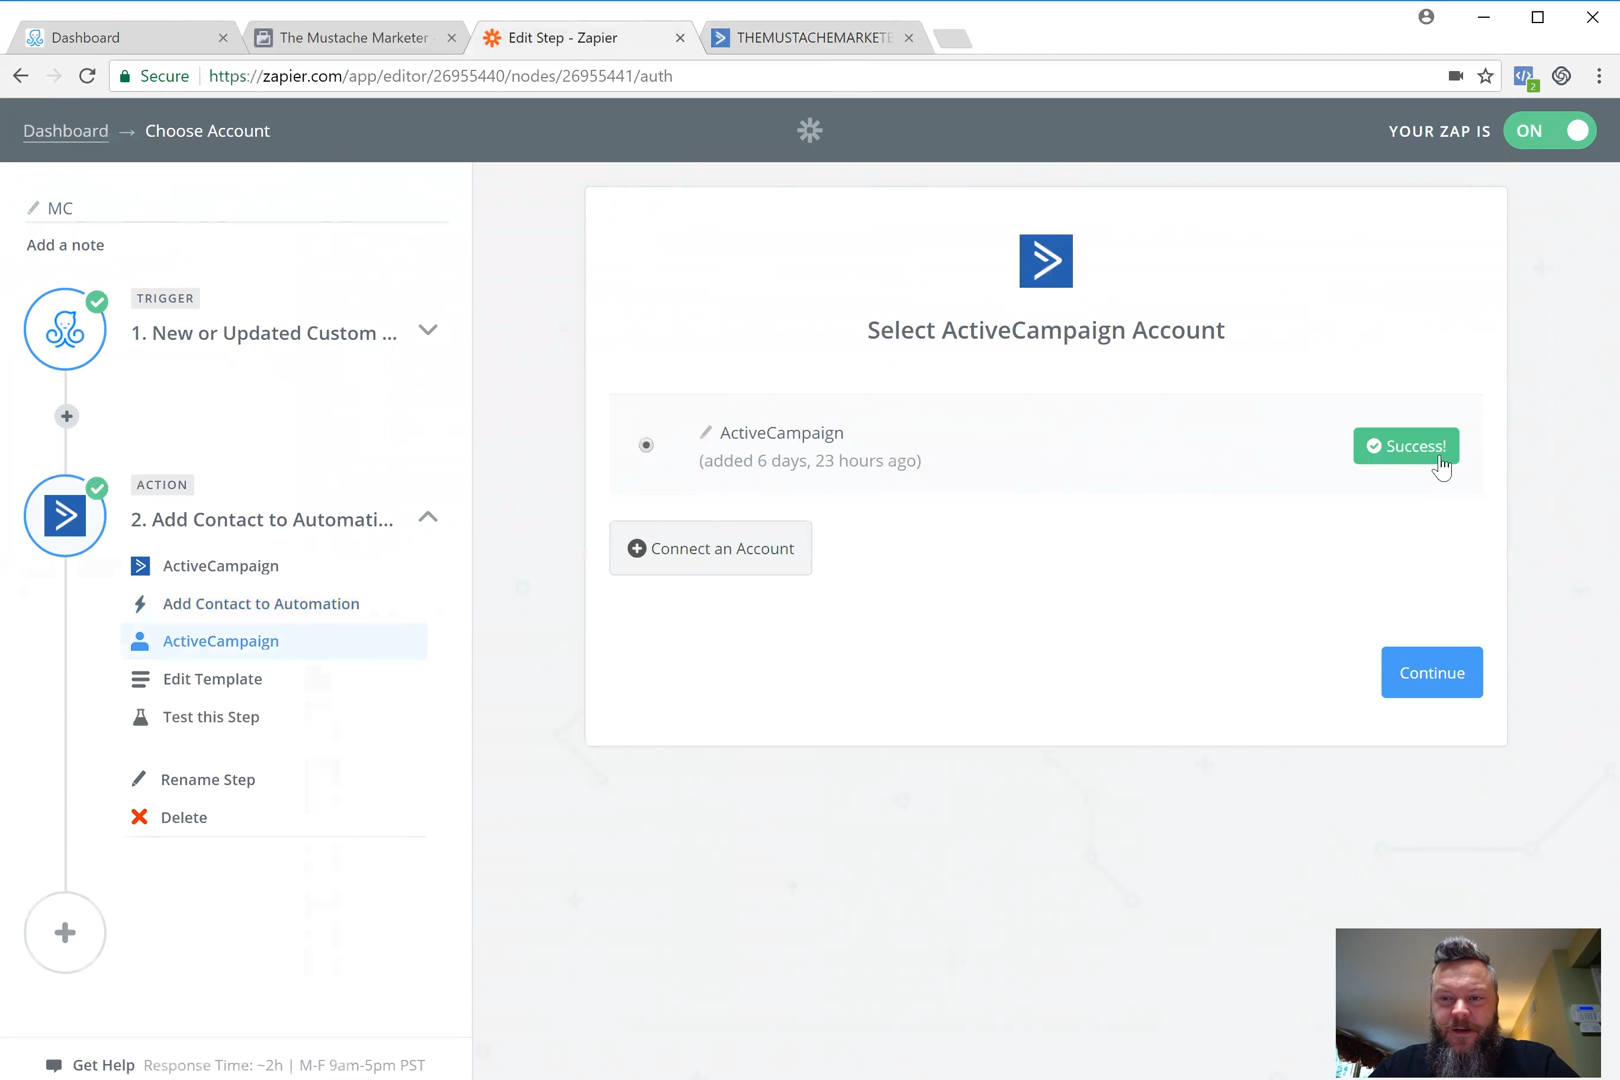 Dashboard
The Mustache Marketer
Edit Step - Zapier
THEMUSTACHEMARKETE
Secure
https://zapier.com/app/editor/26955440/nodes/26955441/auth
2
Dashboard → Choose Account
YOUR ZAP IS
ON
MC
Add a note
TRIGGER
1. New or Updated Custom ...
ACTION
2. Add Contact to Automati...
ActiveCampaign
Add Contact to Automation
ActiveCampaign
Edit Template
Test this Step
Rename Step
Delete
Get Help Response Time: ~2h | M-F 9am-5pm PST
Select ActiveCampaign Account
ActiveCampaign
(added 6 days, 23 hours ago)
Success!
Connect an Account
Continue